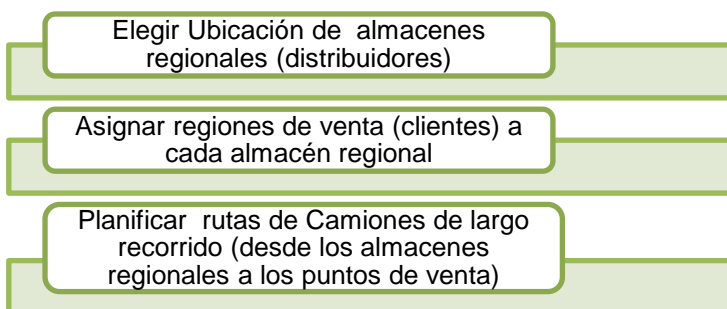 Elegir Ubicación de almacenes
regionales (distribuidores)
Asignar regiones de venta (clientes) a
cada almacén regional
Planificar rutas de Camiones de largo
recorrido (desde los almacenes
regionales a los puntos de venta)